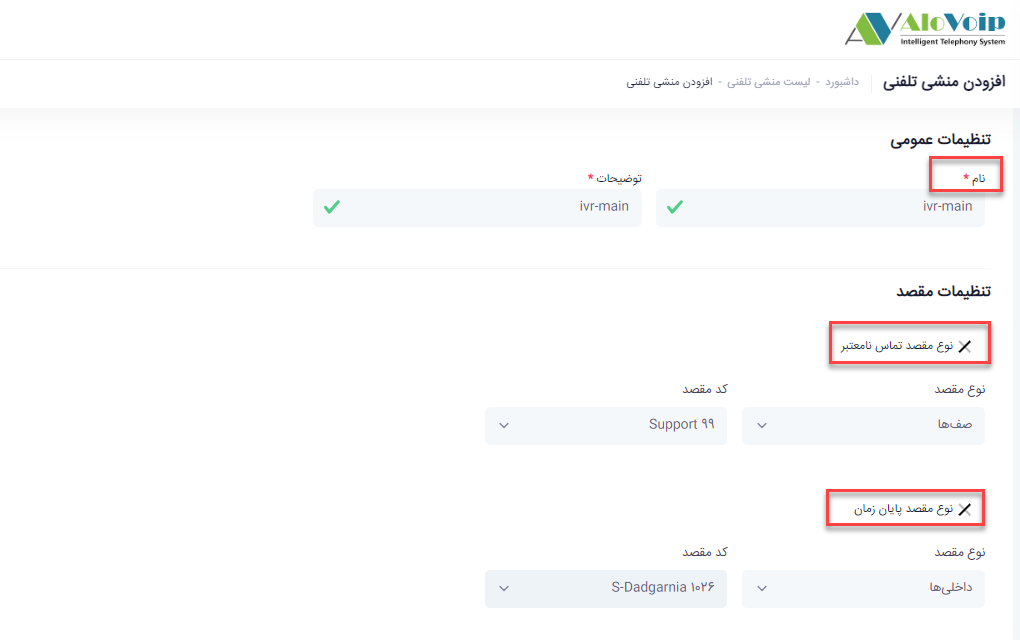 AloVoip
Intelligent Telephony System
افزودن منشی تلفنی
داشبورد - لیست منشی تلفنی - افزودن منشی تلفنی
تنظیمات عمومی
نام * توضیحات *
ivr-main ivr-main
تنظیمات مقصد
نوع مقصد تماس نامعتبر
نوع مقصد کد مقصد
صف‌ها Support ۹۹
نوع مقصد پایان زمان
نوع مقصد کد مقصد
داخلی‌ها S-Dadgarnia ۱۰۲۶